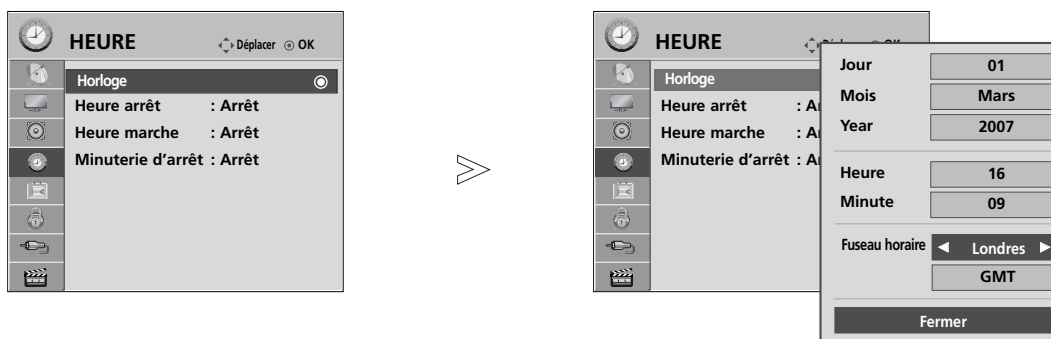 HEURE Déplacer OK
Horloge
Heure arrêt : Arrêt
Heure marche : Arrêt
Minuterie d'arrêt : Arrêt
HEURE
Horloge
Heure arrêt
Heure marche
Minuterie d'arrêt
Jour 01
Mois Mars
Year 2007
Heure 16
Minute 09
Fuseau horaire Londres
GMT
Fermer